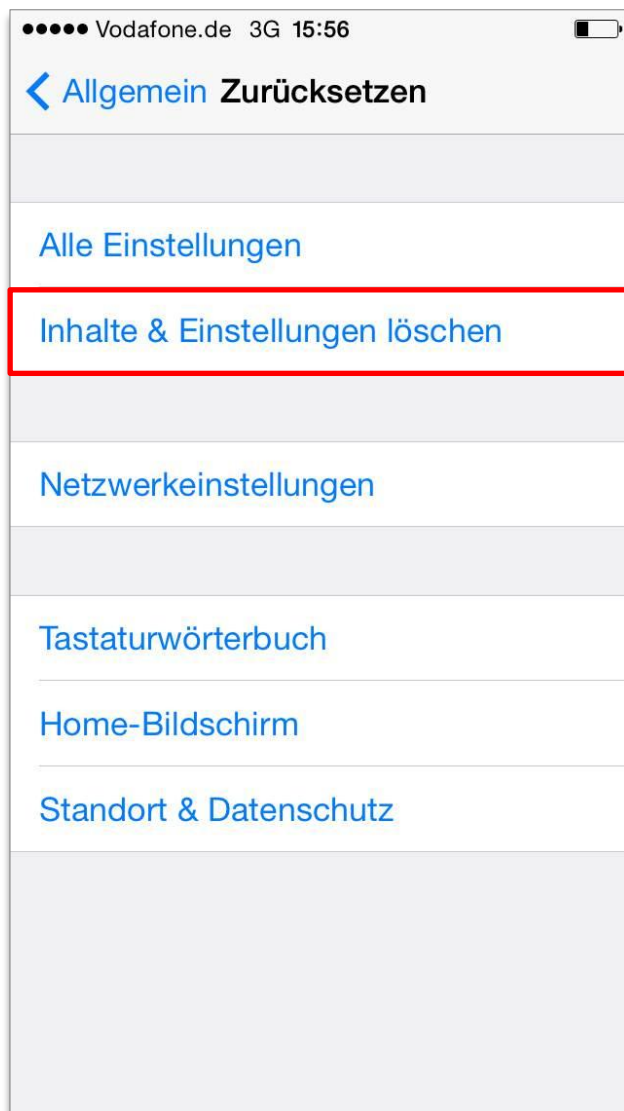 Vodafone.de 3G 15:56
Allgemein Zurücksetzen
Alle Einstellungen
Inhalte & Einstellungen löschen
Netzwerkeinstellungen
Tastaturwörterbuch
Home-Bildschirm
Standort & Datenschutz